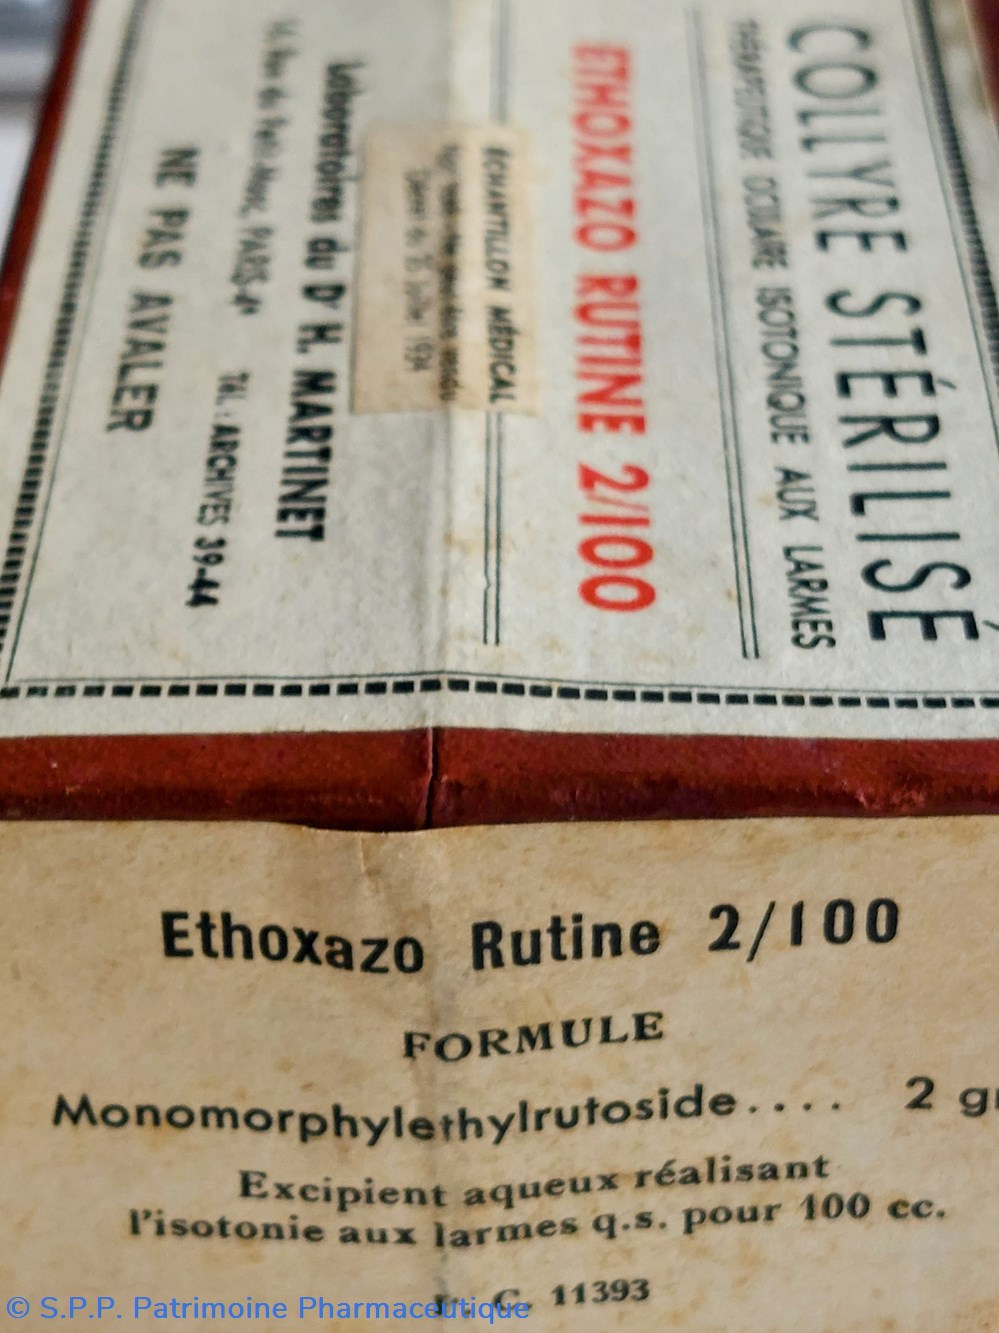 COLLYRE STÉRILISÉ
THÉRAPEUTIQUE OCULAIRE ISOTONIQUE AUX LARMES
ETHOXAZO RUTINE 2/100
ÉCHANTILLON MÉDICAL
Laboratoires du Dr H. MARTINET
PARIS-4e Tél. : ARCHIVES 39-44
NE PAS AVALER
Ethoxazo Rutine 2/100
FORMULE
Monomorphylethylrutoside.... 2 gr
Excipient aqueux réalisant
l'isotonie aux larmes q.s. pour 100 cc.
11393
© S.P.P. Patrimoine Pharmaceutique